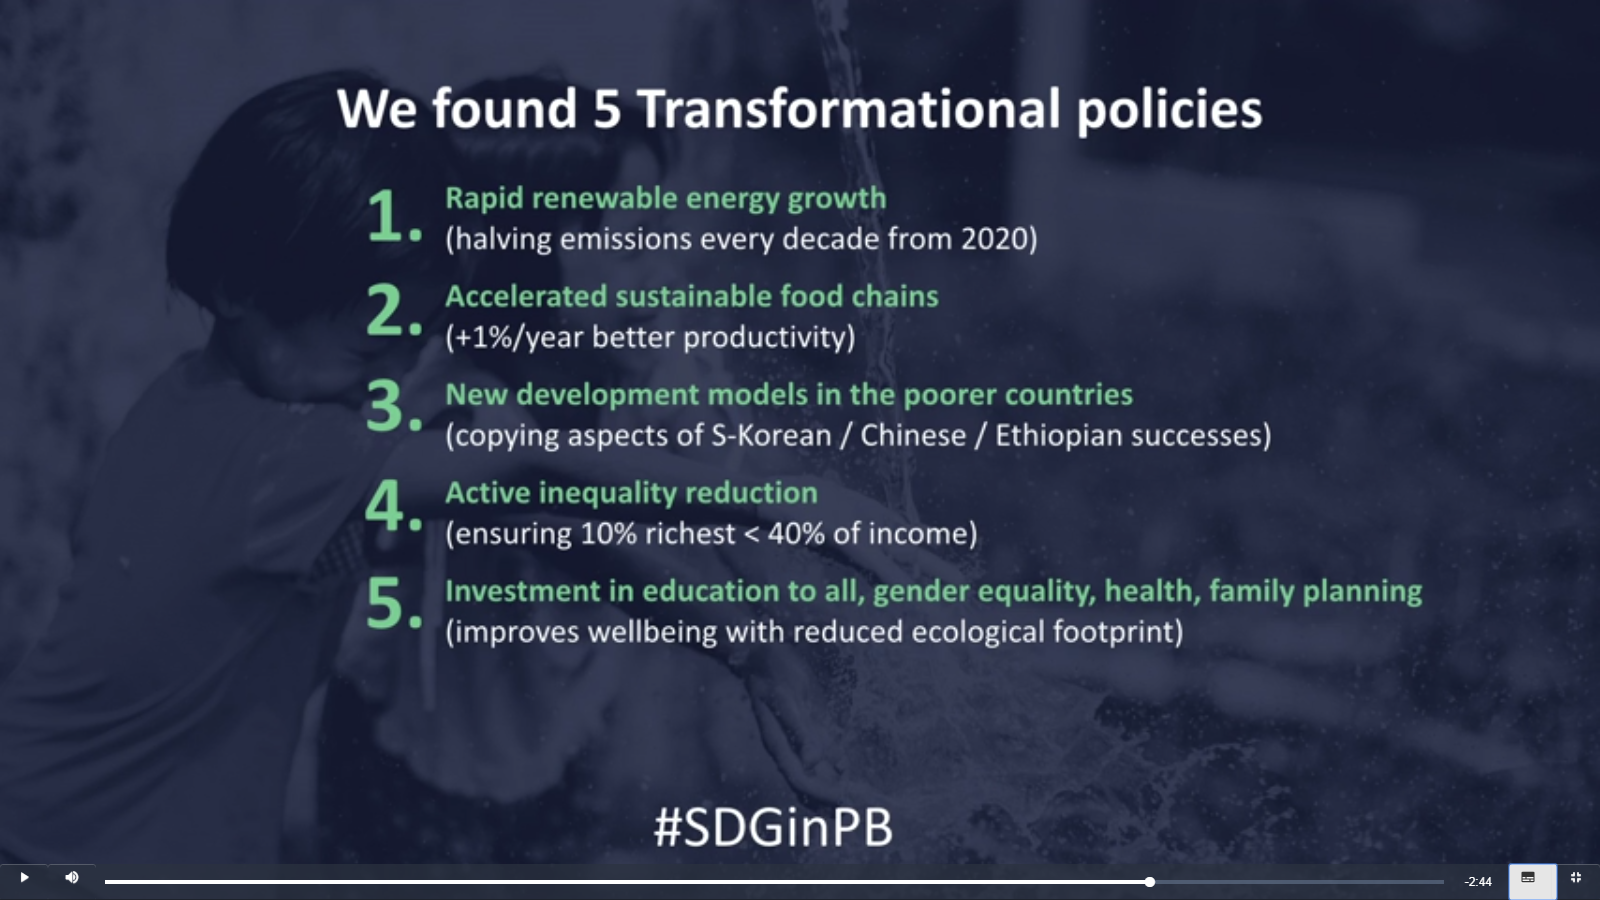 We found 5 Transformational policies
1. Rapid renewable energy growth
(halving emissions every decade from 2020)
2. Accelerated sustainable food chains
(+1%/year better productivity)
3. New development models in the poorer countries
(copying aspects of S-Korean / Chinese / Ethiopian successes)
4. Active inequality reduction
(ensuring 10% richest < 40% of income)
5. Investment in education to all, gender equality, health, family planning
(improves wellbeing with reduced ecological footprint)
#SDGinPB
-2:44